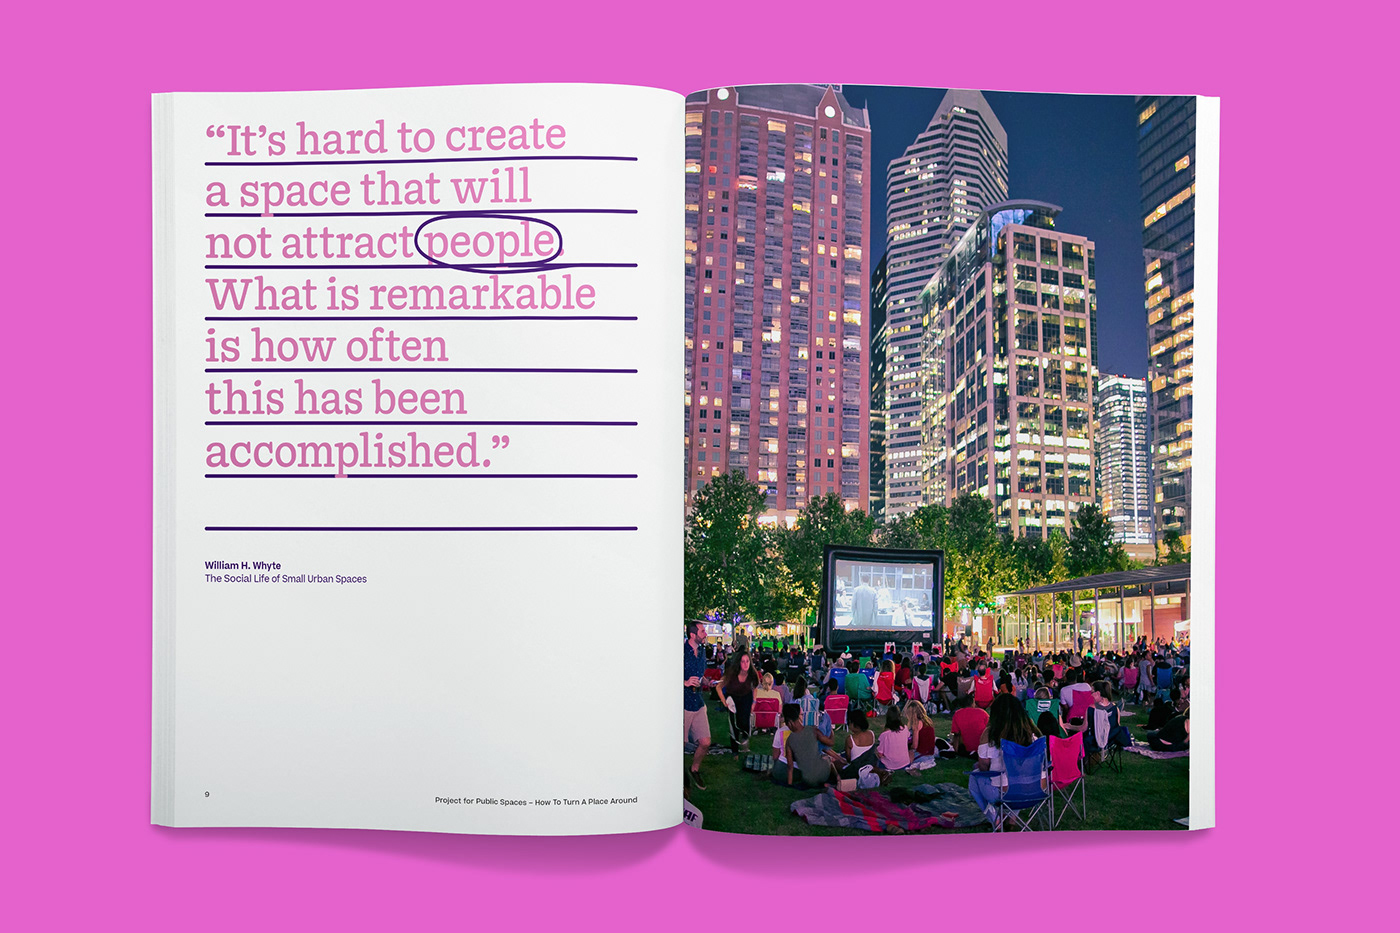 “It’s hard to create
a space that will
not attract people.
What is remarkable
is how often
this has been
accomplished.”
William H. Whyte
The Social Life of Small Urban Spaces
9
Project for Public Spaces – How To Turn A Place Around